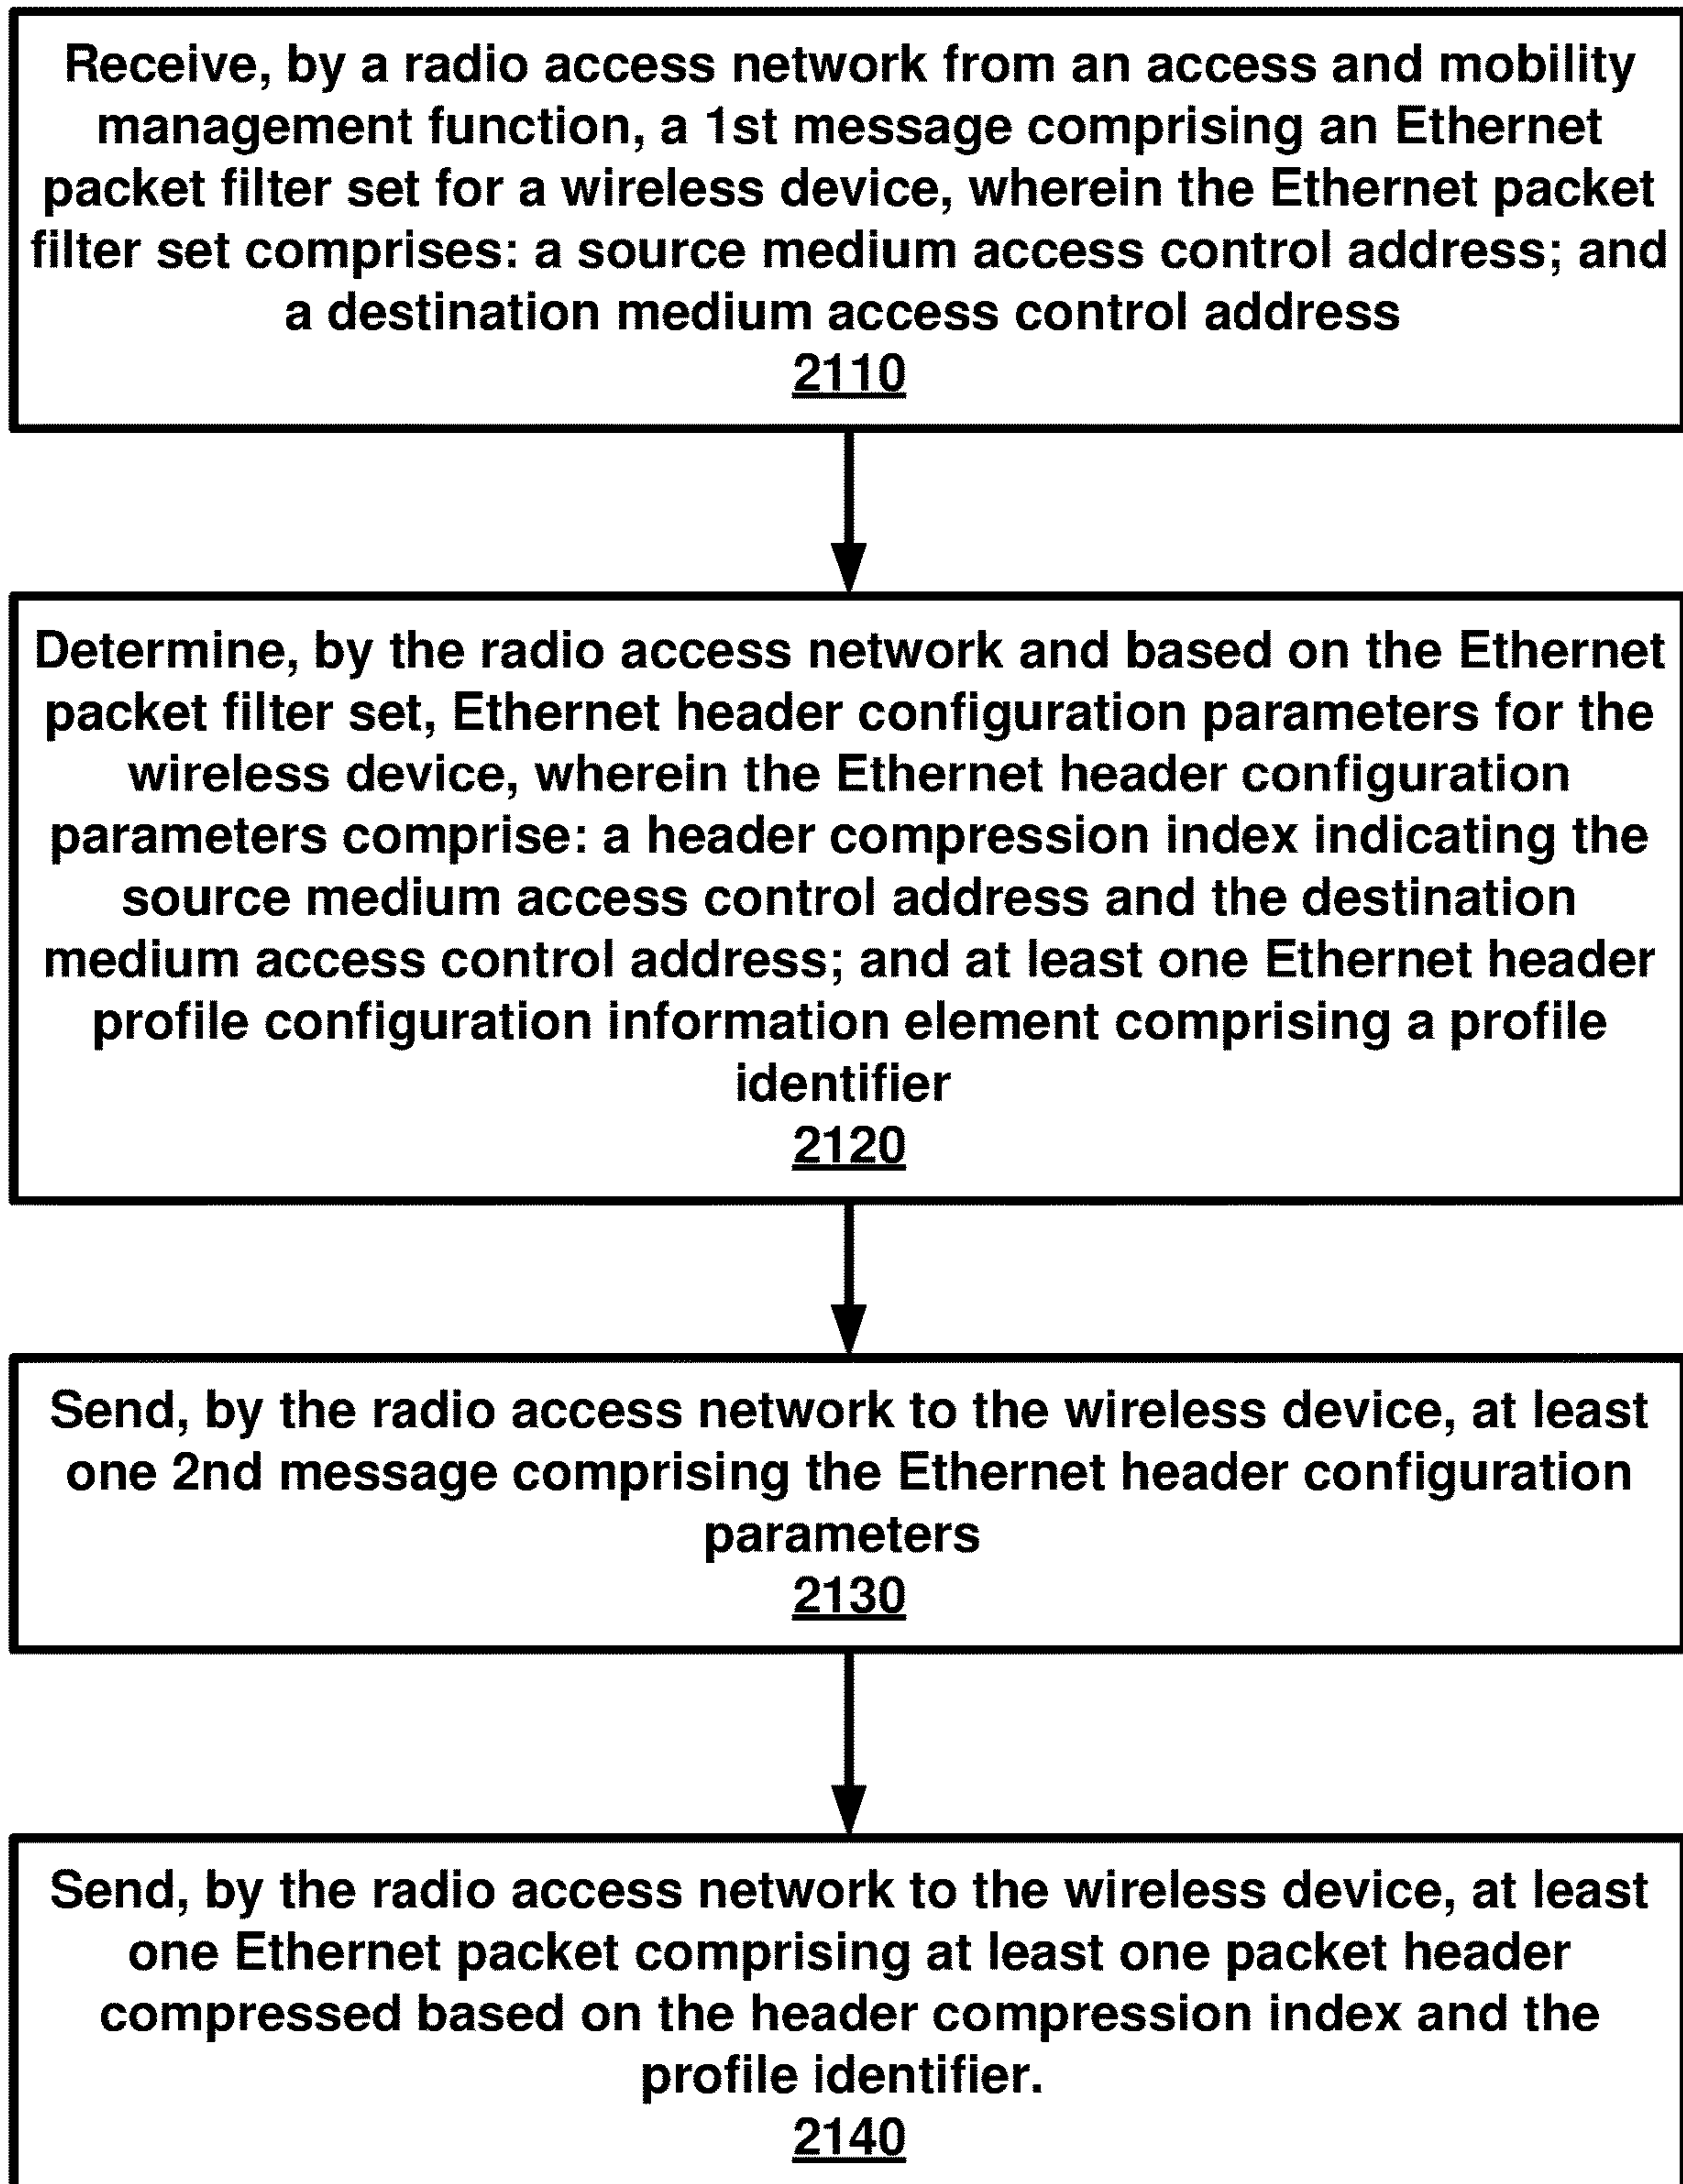 Receive, by a radio access network from an access and mobility
management function, a 1st message comprising an Ethernet
packet filter set for a wireless device, wherein the Ethernet packet
filter set comprises: a source medium access control address; and
a destination medium access control address
2110
Determine, by the radio access network and based on the Ethernet
packet filter set, Ethernet header configuration parameters for the
wireless device, wherein the Ethernet header configuration
parameters comprise: a header compression index indicating the
source medium access control address and the destination
medium access control address; and at least one Ethernet header
profile configuration information element comprising a profile
identifier
2120
Send, by the radio access network to the wireless device, at least
one 2nd message comprising the Ethernet header configuration
parameters
2130
Send, by the radio access network to the wireless device, at least
one Ethernet packet comprising at least one packet header
compressed based on the header compression index and the
profile identifier.
2140